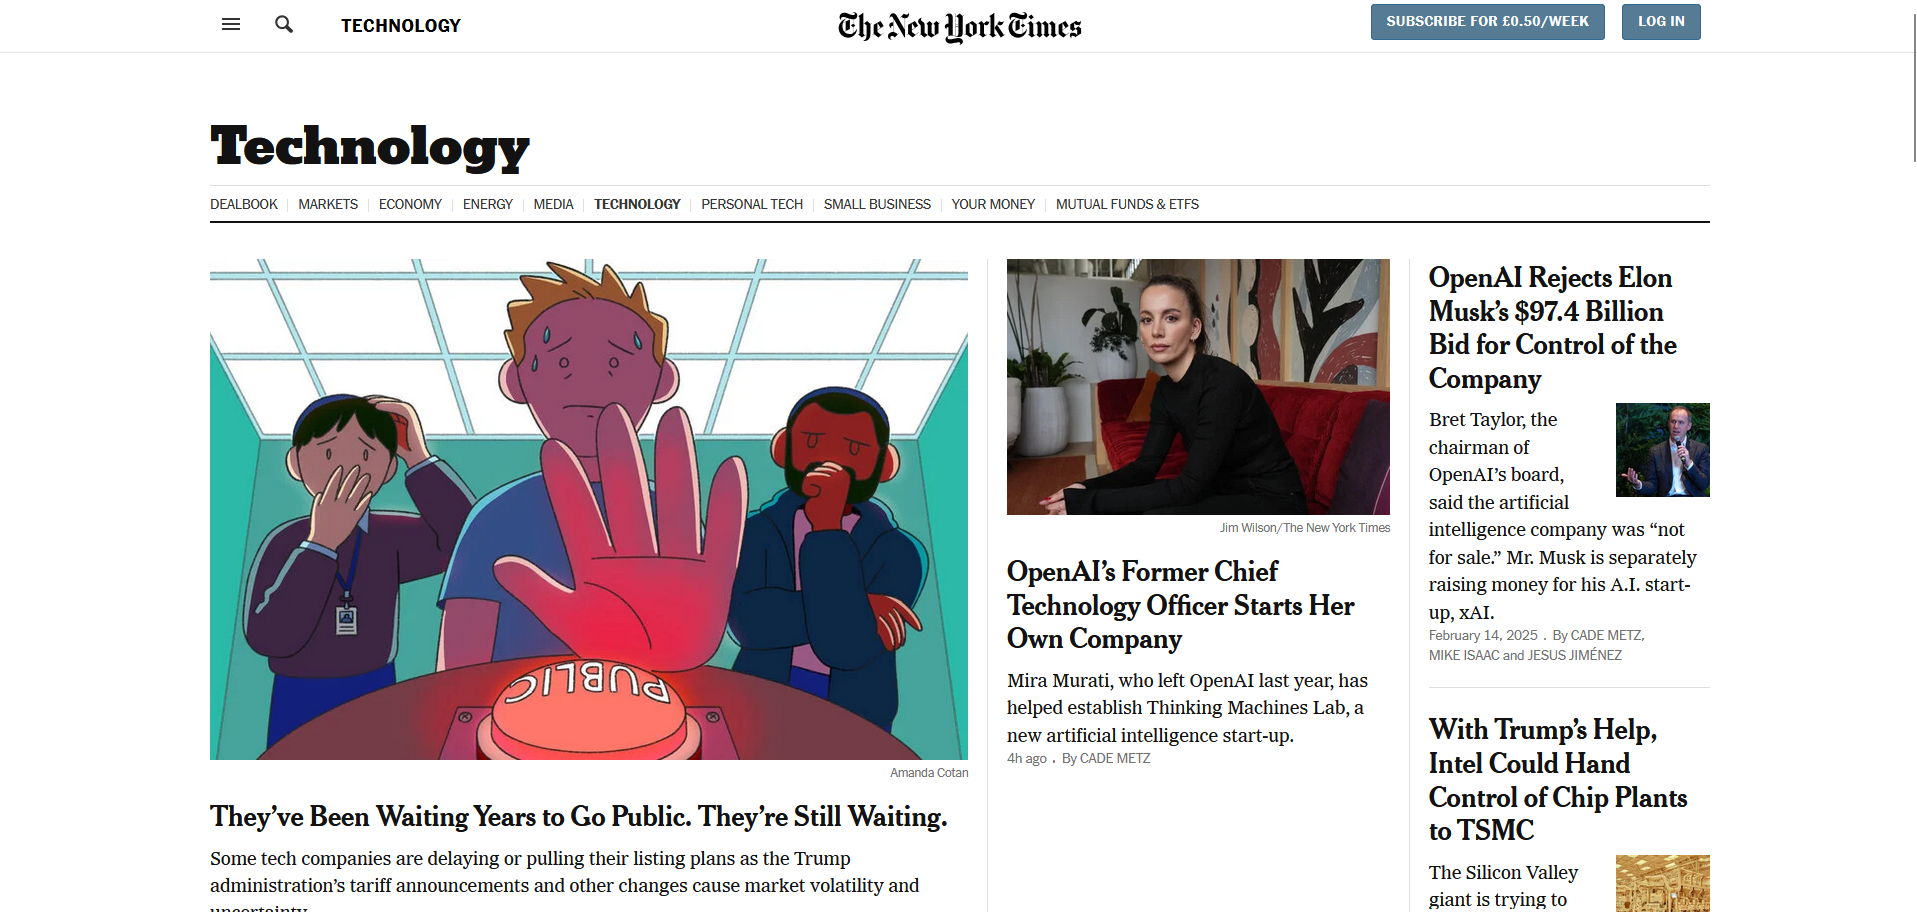 TECHNOLOGY
The New York Times
SUBSCRIBE FOR £0.50/WEEK
LOG IN
Technology
DEALBOOK
MARKETS
ECONOMY
ENERGY
MEDIA
TECHNOLOGY
PERSONAL TECH
SMALL BUSINESS
YOUR MONEY
MUTUAL FUNDS & ETFS
PUBLIC
Amanda Cotan
They’ve Been Waiting Years to Go Public. They’re Still Waiting.
Some tech companies are delaying or pulling their listing plans as the Trump
administration’s tariff announcements and other changes cause market volatility and
uncertainty.
Jim Wilson/The New York Times
OpenAI’s Former Chief
Technology Officer Starts Her
Own Company
Mira Murati, who left OpenAI last year, has
helped establish Thinking Machines Lab, a
new artificial intelligence start-up.
4h ago . By CADE METZ
OpenAI Rejects Elon
Musk’s $97.4 Billion
Bid for Control of the
Company
Bret Taylor, the
chairman of
OpenAI’s board,
said the artificial
intelligence company was “not
for sale.” Mr. Musk is separately
raising money for his A.I. start-
up, xAI.
February 14, 2025 . By CADE METZ,
MIKE ISAAC and JESUS JIMÉNEZ
With Trump’s Help,
Intel Could Hand
Control of Chip Plants
to TSMC
The Silicon Valley
giant is trying to